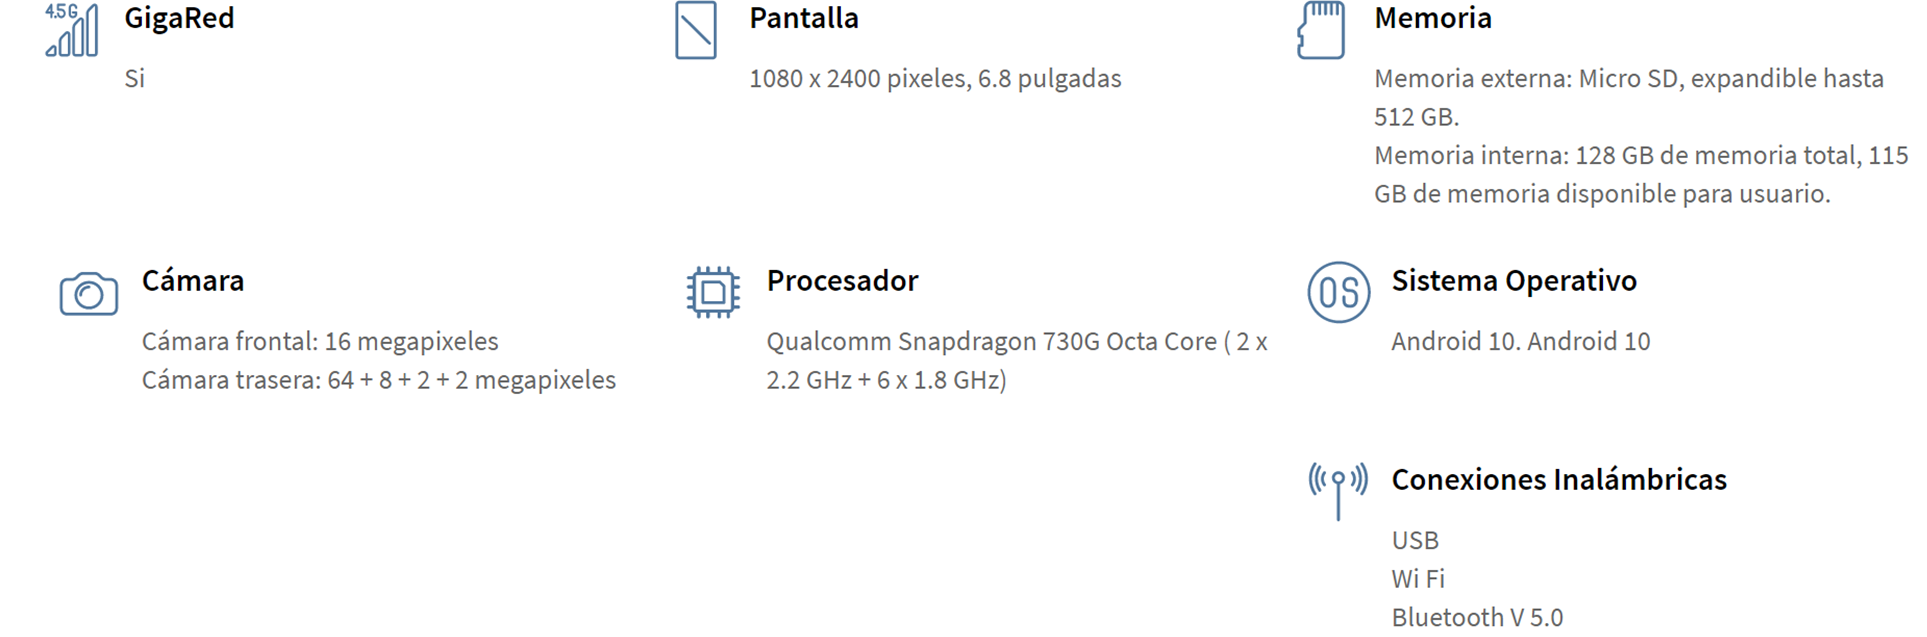 4.5G
GigaRed
Si
Pantalla
1080 x 2400 pixeles, 6.8 pulgadas
Memoria
Memoria externa: Micro SD, expandible hasta
512 GB.
Memoria interna: 128 GB de memoria total, 115
GB de memoria disponible para usuario.
Cámara
Cámara frontal: 16 megapixeles
Cámara trasera: 64 + 8 + 2 + 2 megapixeles
Procesador
Qualcomm Snapdragon 730G Octa Core ( 2 x
2.2 GHz + 6 x 1.8 GHz)
OS
Sistema Operativo
Android 10. Android 10
Conexiones Inalámbricas
USB
Wi Fi
Bluetooth V 5.0